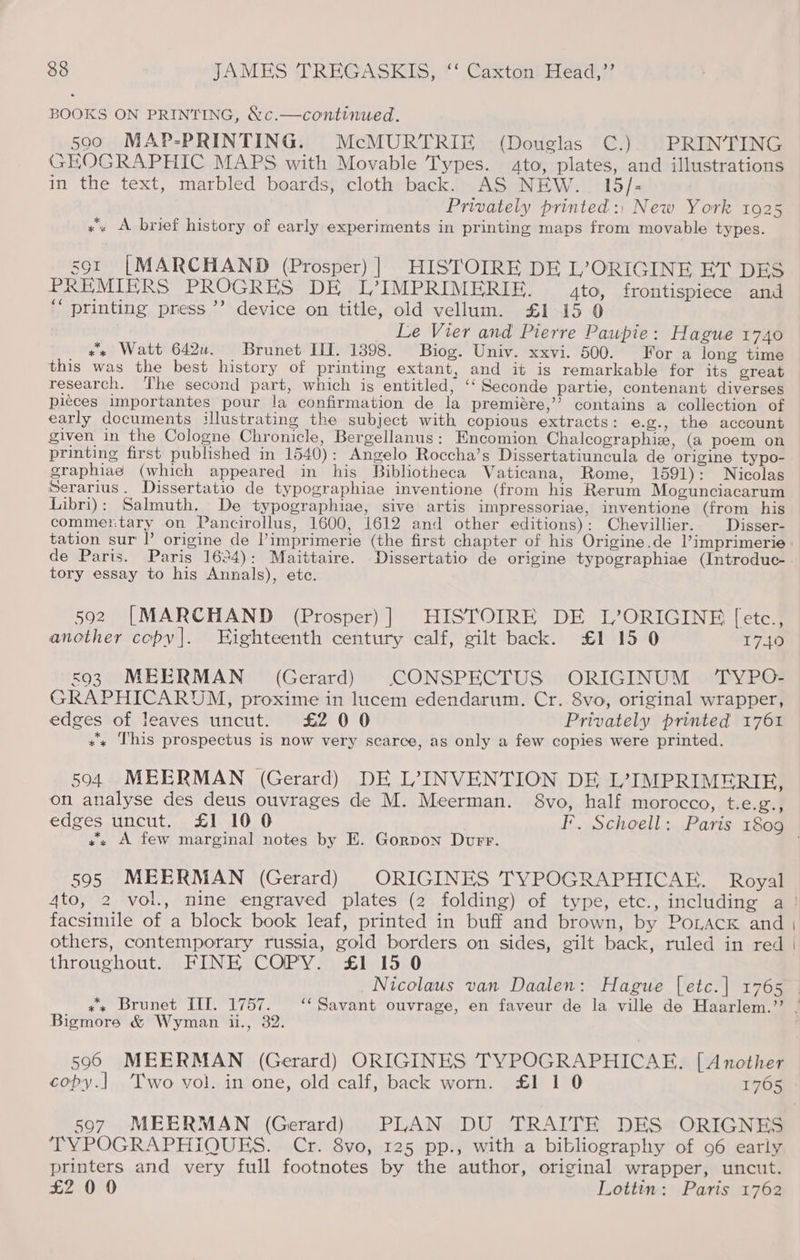 88 JAMES TREGASKIS, “ Caxton Head,”
BOOKS ON PRINTING, &c.—continued.
590 MAP-PRINTING. McMURTRIE (Douglas C.) PRINTING
GEOGRAPHIC MAPS with Movable Types. 4to, plates, and illustrations
in the text, marbled boards, cloth back. AS NEW. 15/-
Privately printed: New York 1925
*** A brief history of early experiments in printing maps from movable types.
591 [MARCHAND (Prosper)] HISTOIRE DE L’ORIGINE ET DES
PREMIERS PROGRES DE L’IMPRIMERIE. 4to, frontispiece and
“ printing press ” device on title, old vellum. £1 15 0
Le Vier and Pierre Paupie: Hague 1740
*** Watt 642u. Brunet III. 1398. Biog. Univ. xxvi. 500. For a long time
this was the best history of printing extant, and it is remarkable for its great
research. The second part, which is entitled, “ Seconde partie, contenant diverses
pièces importantes pour la confirmation de la premiére,” contains a collection of
early documents illustrating the subject with copious extracts: e.g., the account
given in the Cologne Chronicle, Bergellanus: Encomion Chalcographiæ, (a poem on
printing first published in 1540): Angelo Roccha’s Dissertatiuncula de origine typo-
graphiae (which appeared in his Bibliotheca Vaticana, Rome, 1591): Nicolas
Serarius. Dissertatio de typographiae inventione (from his Rerum Mogunciacarum
Libri): Salmuth. De typographiae, sive artis impressoriae, inventione (from his
commentary on Pancirollus, 1600, 1612 and other editions): Chevillier. Disser-
tation sur l’ origine de l’imprimerie (the first chapter of his Origine de l’imprimerie
de Paris. Paris 1694): Maittaire. Dissertatio de origine typographiae (Introduc-
tory essay to his Annals), etc.
592 [MARCHAND (Prosper)] HISTOIRE DE L’ORIGINE [etc.,
another copy]. Eighteenth century calf, gilt back. £1 15 0 1740
593 MEERMAN (Gerard) CONSPECTUS ORIGINUM TYPO-
GRAPHICARUM, proxime in lucem edendarum. Cr. 8vo, original wrapper,
edges of leaves uncut. £2 0 0 Privately printed 1761
*** This prospectus is now very scarce, as only a few copies were printed.
594 MEERMAN (Gerard) DE L’INVENTION DE L’IMPRIMERIE,
on analyse des deus ouvrages de M. Meerman. 8vo, half morocco, t.e.g.,
edges uncut. £1 10 0 F. Schoell: Paris 1809
*** A few marginal notes by E. Gordon Duff.
595 MEERMAN (Gerard) ORIGINES TYPOGRAPHICAE. Royal
4to, 2 vol., nine engraved plates (2 folding) of type, etc., including a
facsimile of a block book leaf, printed in buff and brown, by Polack and
others, contemporary russia, gold borders on sides, gilt back, ruled in red
throughout. FINE COPY. £1 15 0
Nicolaus van Daalen: Hague [etc.] 1765
*** Brunet III. 1757. “ Savant ouvrage, en faveur de la ville de Haarlem.”
Bigmore & Wyman ii., 32.
596 MEERMAN (Gerard) ORIGINES TYPOGRAPHICAE. [Another
copy.] Two vol. in one, old calf, back worn. £1 1 0 1765
597 MEERMAN (Gerard) PLAN DU TRAITE DES ORIGNES
TYPOGRAPHIQUES. Cr. 8vo, 125 pp., with a bibliography of 96 early
printers and very full footnotes by the author, original wrapper, uncut.
£2 0 0 Lottin: Paris 1762